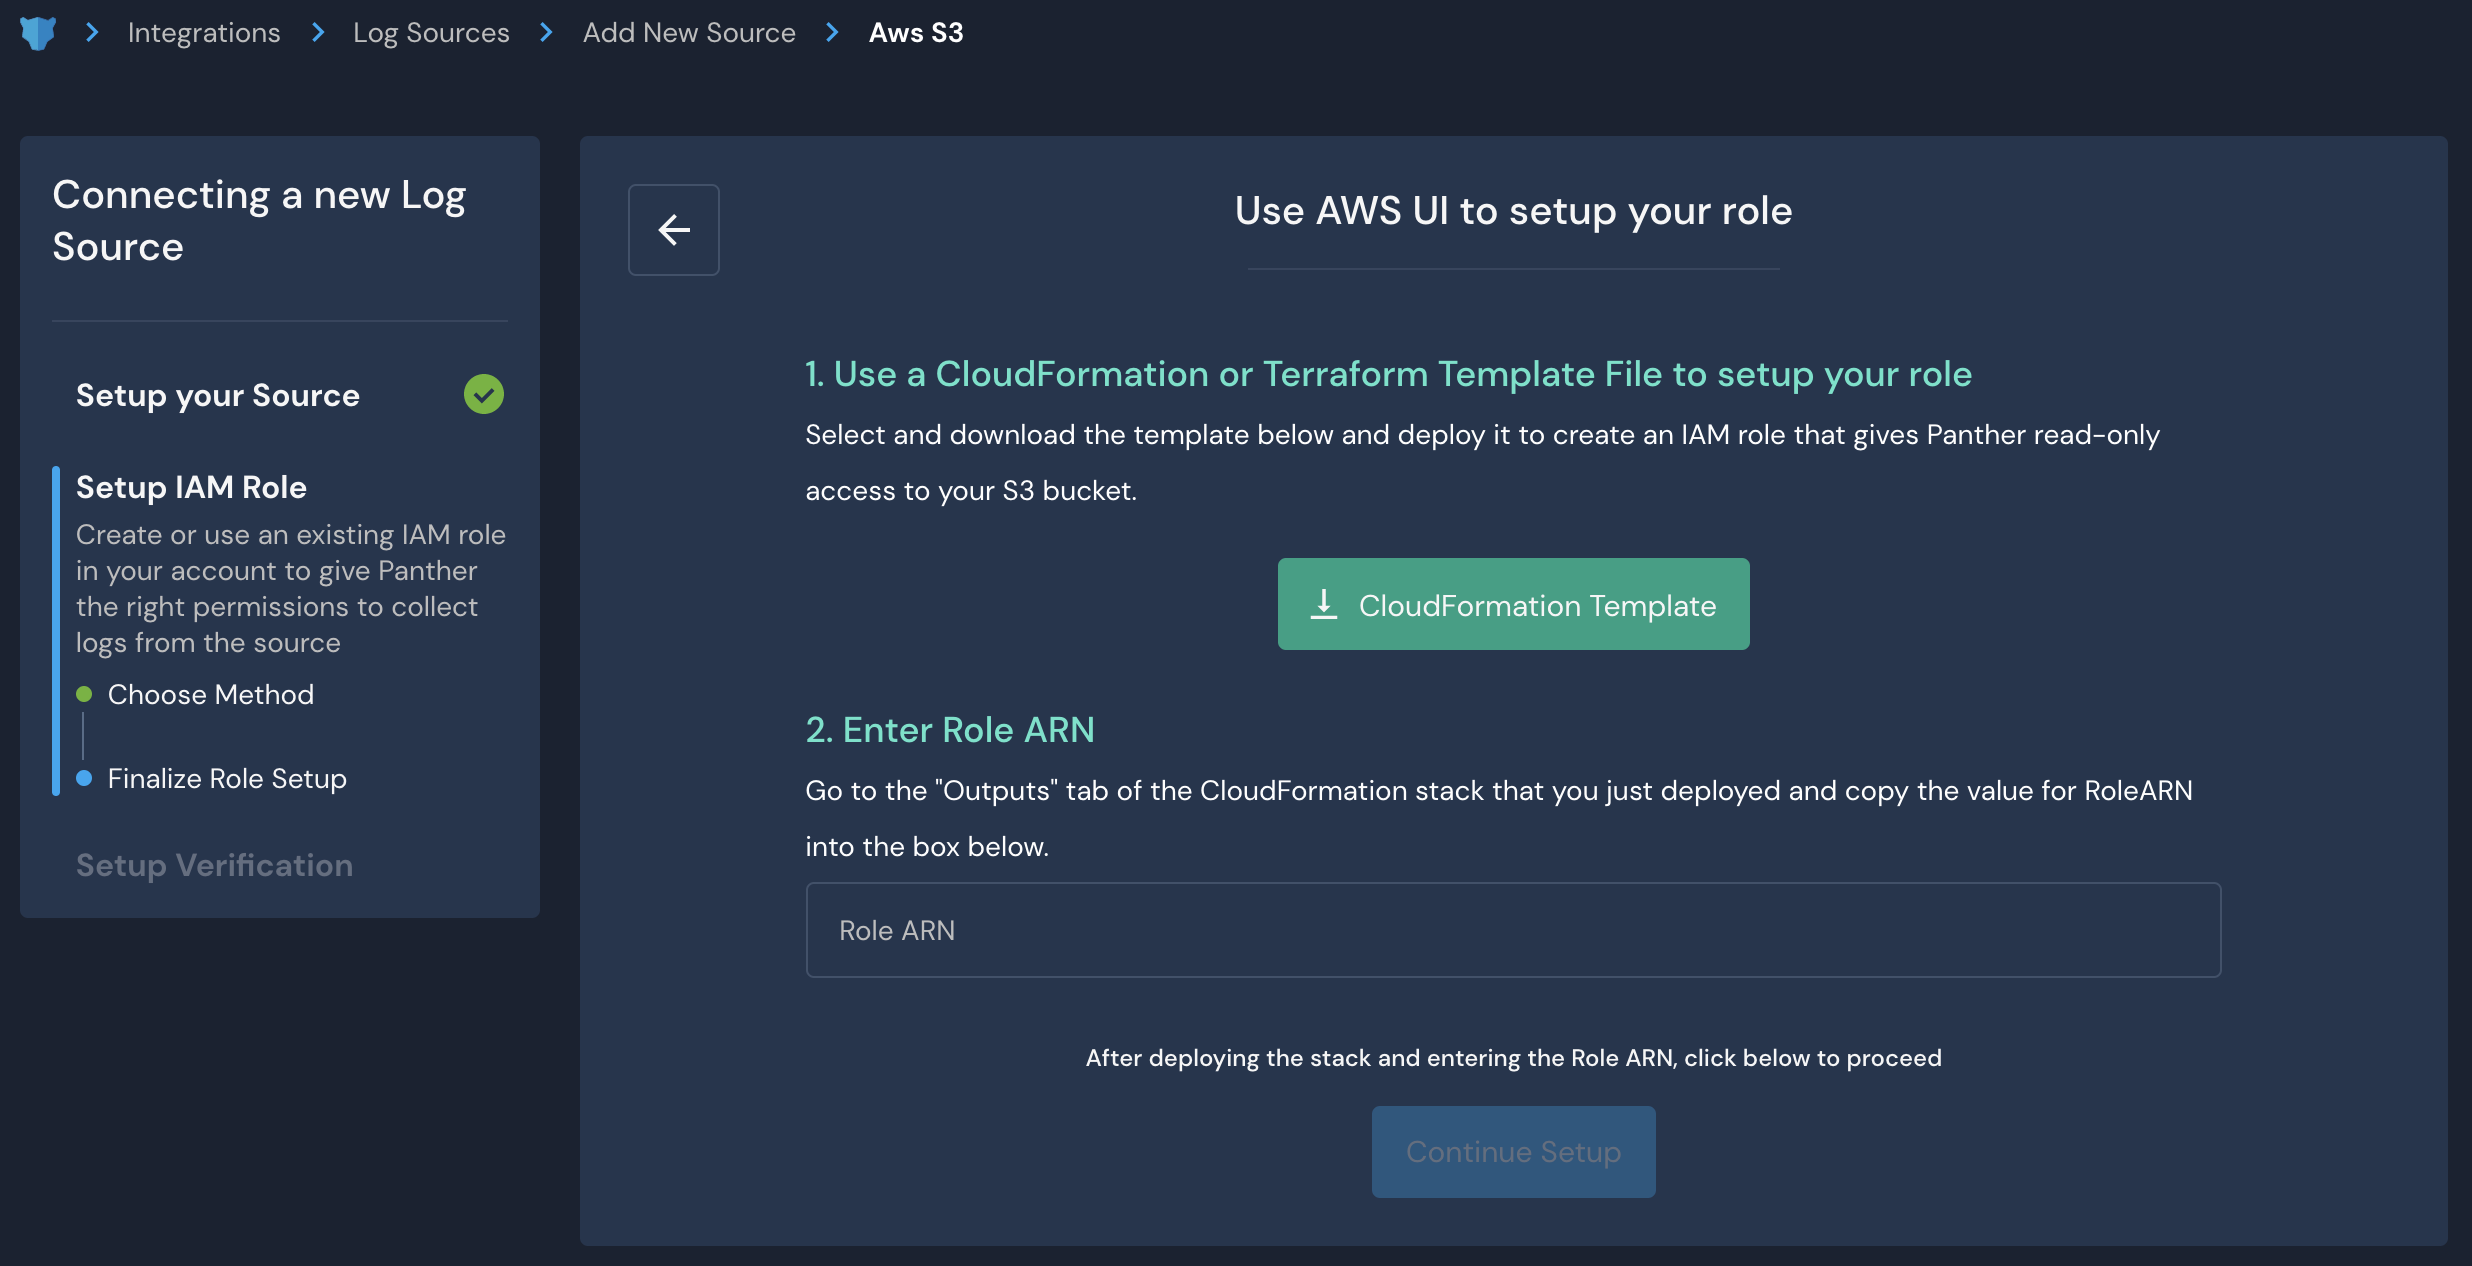 Integrations
Log Sources
Add New Source
Aws S3
Connecting a new Log
Source
Setup your Source
Setup IAM Role
Create or use an existing IAM role
in your account to give Panther
the right permissions to collect
logs from the source
Choose Method
Finalize Role Setup
Setup Verification
Use AWS UI to setup your role
1. Use a CloudFormation or Terraform Template File to setup your role
Select and download the template below and deploy it to create an IAM role that gives Panther read-only
access to your S3 bucket.
CloudFormation Template
2. Enter Role ARN
Go to the "Outputs" tab of the CloudFormation stack that you just deployed and copy the value for RoleARN
into the box below.
Role ARN
After deploying the stack and entering the Role ARN, click below to proceed
Continue Setup